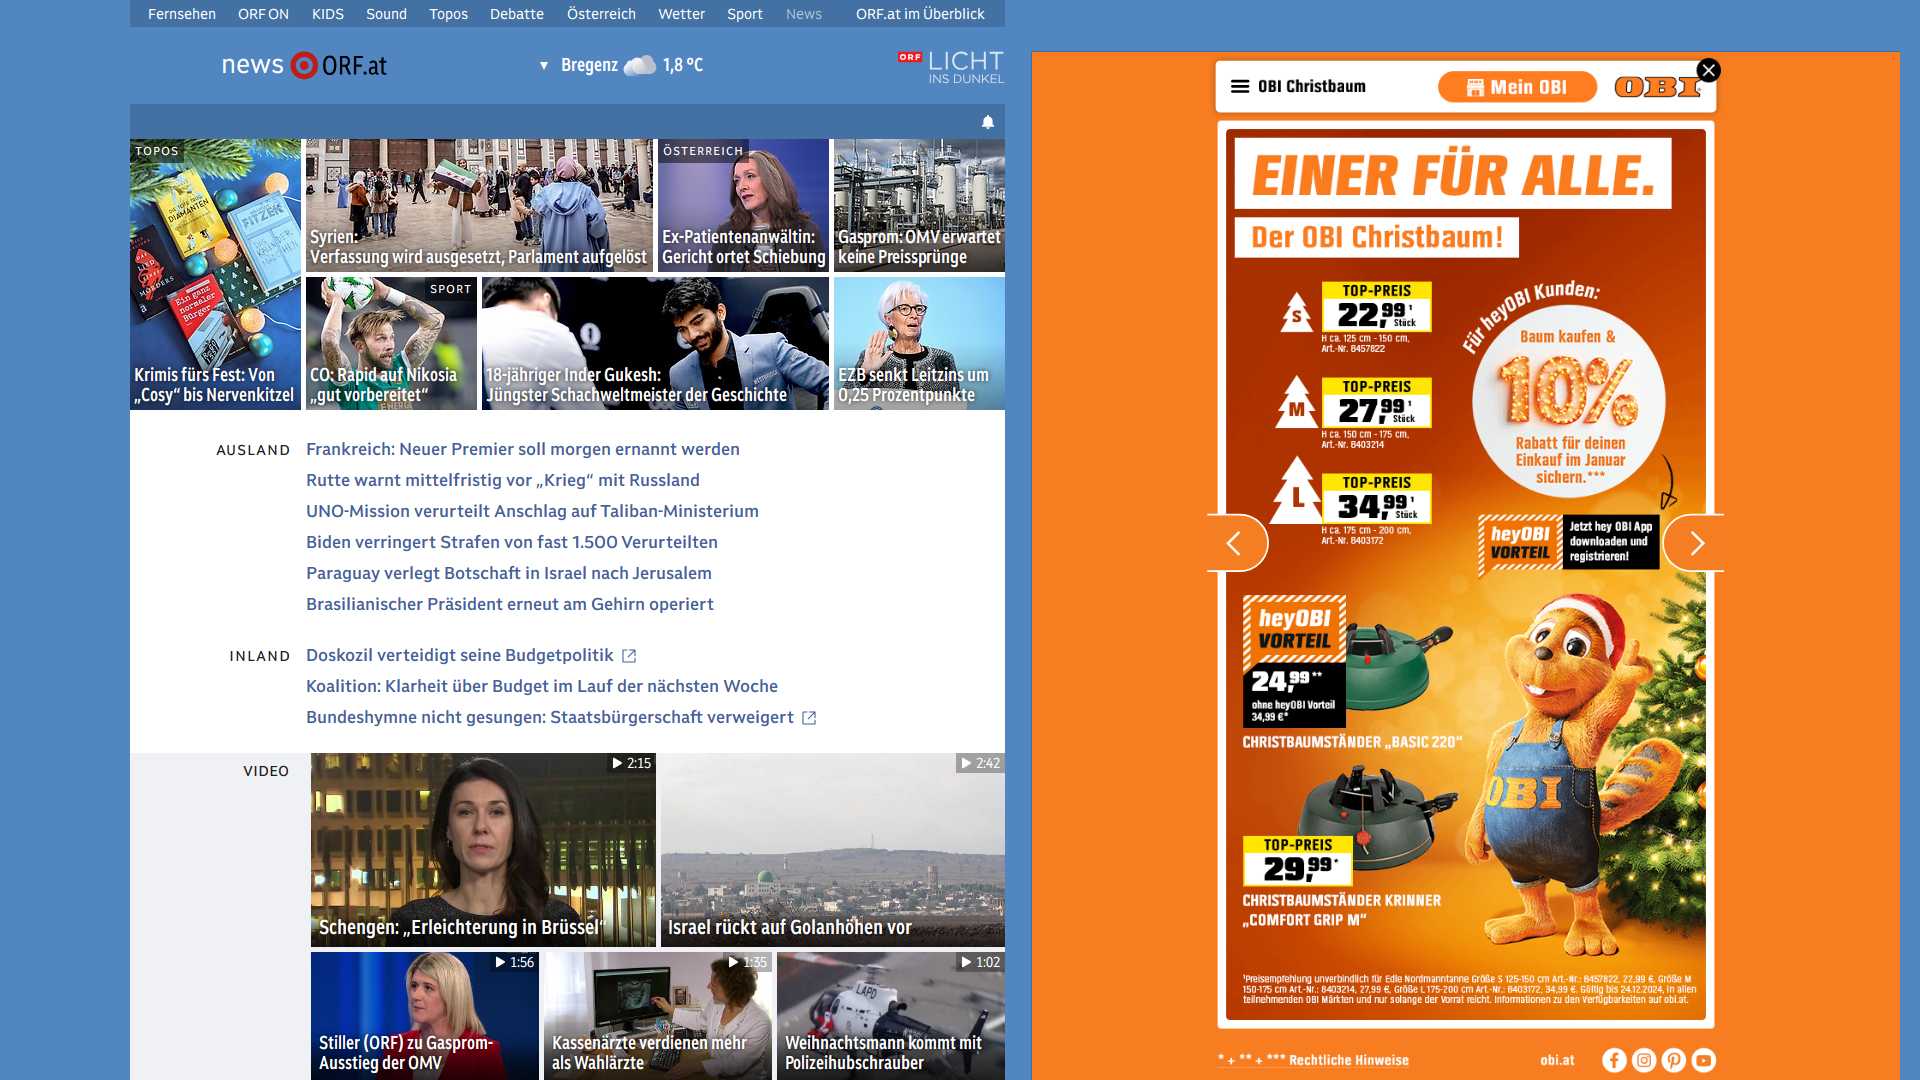 Fernsehen ORF ON KIDS Sound Topos Debatte Österreich Wetter Sport News ORF.at im Überblick
news ORF.at
Bregenz 1,8 °C
ORF LICHT
INS DUNKEL
TOPOS
DIAMANTEN
FITZEK
Ein ganz
normaler
Bürger
Krimis fürs Fest: Von
„Cosy“ bis Nervenkitzel
Syrien:
Verfassung wird ausgesetzt, Parlament aufgelöst
ÖSTERREICH
Ex-Patientenanwältin:
Gericht ortet Schiebung
Gasprom: OMV erwartet
keine Preissprünge
SPORT
CO: Rapid auf Nikosia
„gut vorbereitet“
18-jähriger Inder Gukesh:
Jüngster Schachweltmeister der Geschichte
EZB senkt Leitzins um
0,25 Prozentpunkte
AUSLAND
Frankreich: Neuer Premier soll morgen ernannt werden
Rutte warnt mittelfristig vor „Krieg“ mit Russland
UNO-Mission verurteilt Anschlag auf Taliban-Ministerium
Biden verringert Strafen von fast 1.500 Verurteilten
Paraguay verlegt Botschaft in Israel nach Jerusalem
Brasilianischer Präsident erneut am Gehirn operiert
INLAND
Doskozil verteidigt seine Budgetpolitik
Koalition: Klarheit über Budget im Lauf der nächsten Woche
Bundeshymne nicht gesungen: Staatsbürgerschaft verweigert
VIDEO
2:15
Schengen: „Erleichterung in Brüssel“
2:42
Israel rückt auf Golanhöhen vor
1:56
Stiller (ORF) zu Gasprom-
Ausstieg der OMV
1:35
Kassenärzte verdienen mehr
als Wahlärzte
1:02
LAPD
Weihnachtsmann kommt mit
Polizeihubschrauber
OBI Christbaum
Mein OBI
OBI
EINER FÜR ALLE.
Der OBI Christbaum!
S
TOP-PREIS
22,99¹
Stück
H ca. 125 cm - 150 cm,
Art.-Nr. 8457822
M
TOP-PREIS
27,99¹
Stück
H ca. 150 cm - 175 cm,
Art.-Nr. 8403214
L
TOP-PREIS
34,99¹
Stück
H ca. 175 cm - 200 cm,
Art.-Nr. 8403172
Für heyOBI Kunden:
Baum kaufen &
10%
Rabatt für deinen
Einkauf im Januar
sichern.***
heyOBI
VORTEIL
Jetzt hey OBI App
downloaden und
registrieren!
heyOBI
VORTEIL
24,99**
ohne heyOBI Vorteil
34,99 €*
CHRISTBAUMSTÄNDER „BASIC 220“
OBI
TOP-PREIS
29,99*
CHRISTBAUMSTÄNDER KRINNER
„COMFORT GRIP M“
¹Preisempfehlung unverbindlich für Edle Nordmanntanne Größe S 125-150 cm Art.-Nr.: 8457822, 22,99 €, Größe M
150-175 cm Art.-Nr.: 8403214, 27,99 €, Größe L 175-200 cm Art.-Nr.: 8403172, 34,99 €. Gültig bis 24.12.2024, in allen
teilnehmenden OBI Märkten und nur solange der Vorrat reicht. Informationen zu den Verfügbarkeiten auf obi.at.
* + ** + *** Rechtliche Hinweise
obi.at